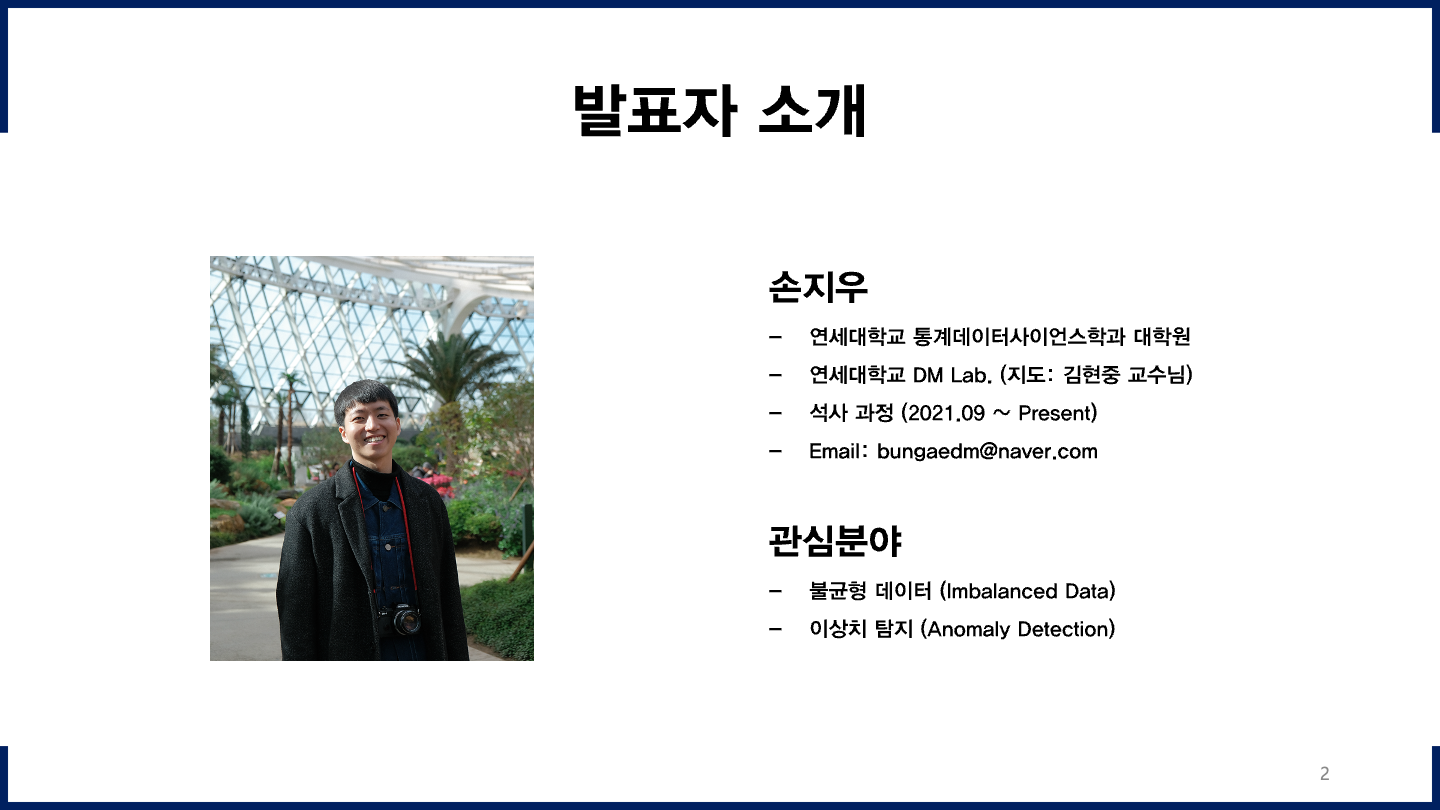 발표자 소개
손지우
– 연세대학교 통계데이터사이언스학과 대학원
– 연세대학교 DM Lab. (지도: 김현중 교수님)
– 석사 과정 (2021.09 ~ Present)
– Email: bungaedm@naver.com
관심분야
– 불균형 데이터 (Imbalanced Data)
– 이상치 탐지 (Anomaly Detection)
2